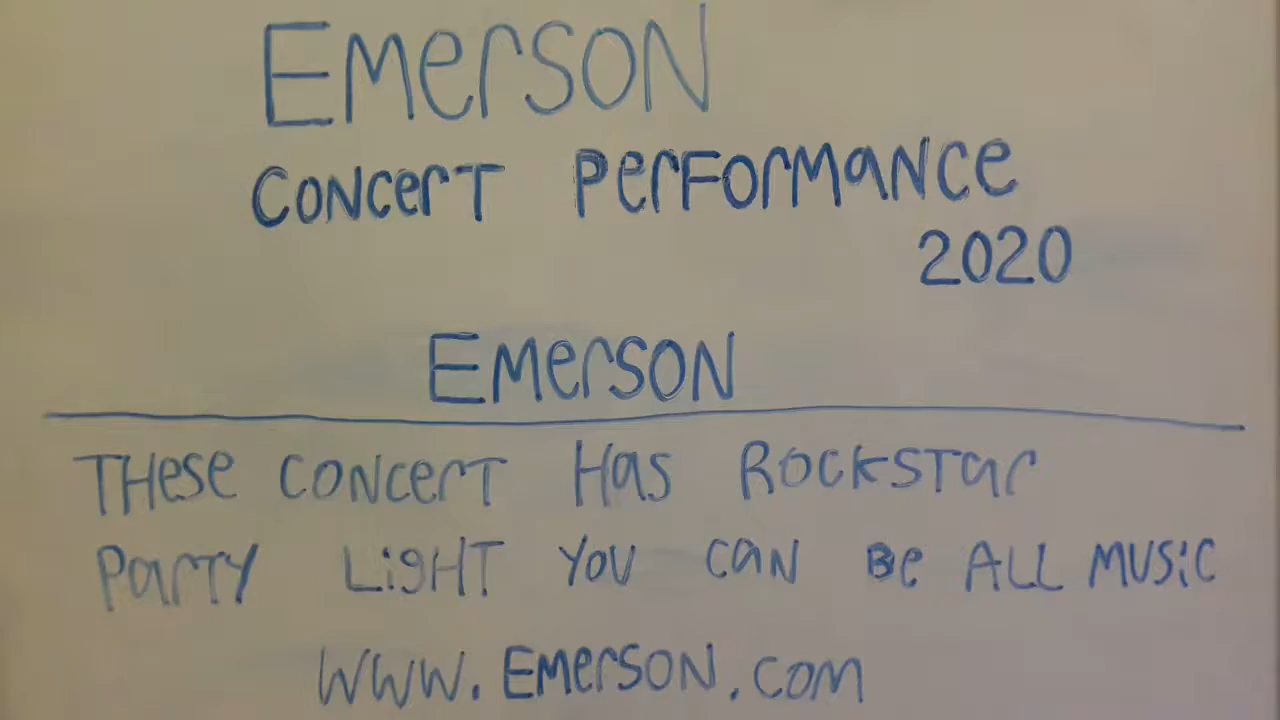 EmersON
CONCerT PerFOrMANCe
2020
EmersON
THese CONCerT Has ROCKSTar
ParTY LigHT YOU CAN Be ALL MUSiC
WWW.EmersON.COM